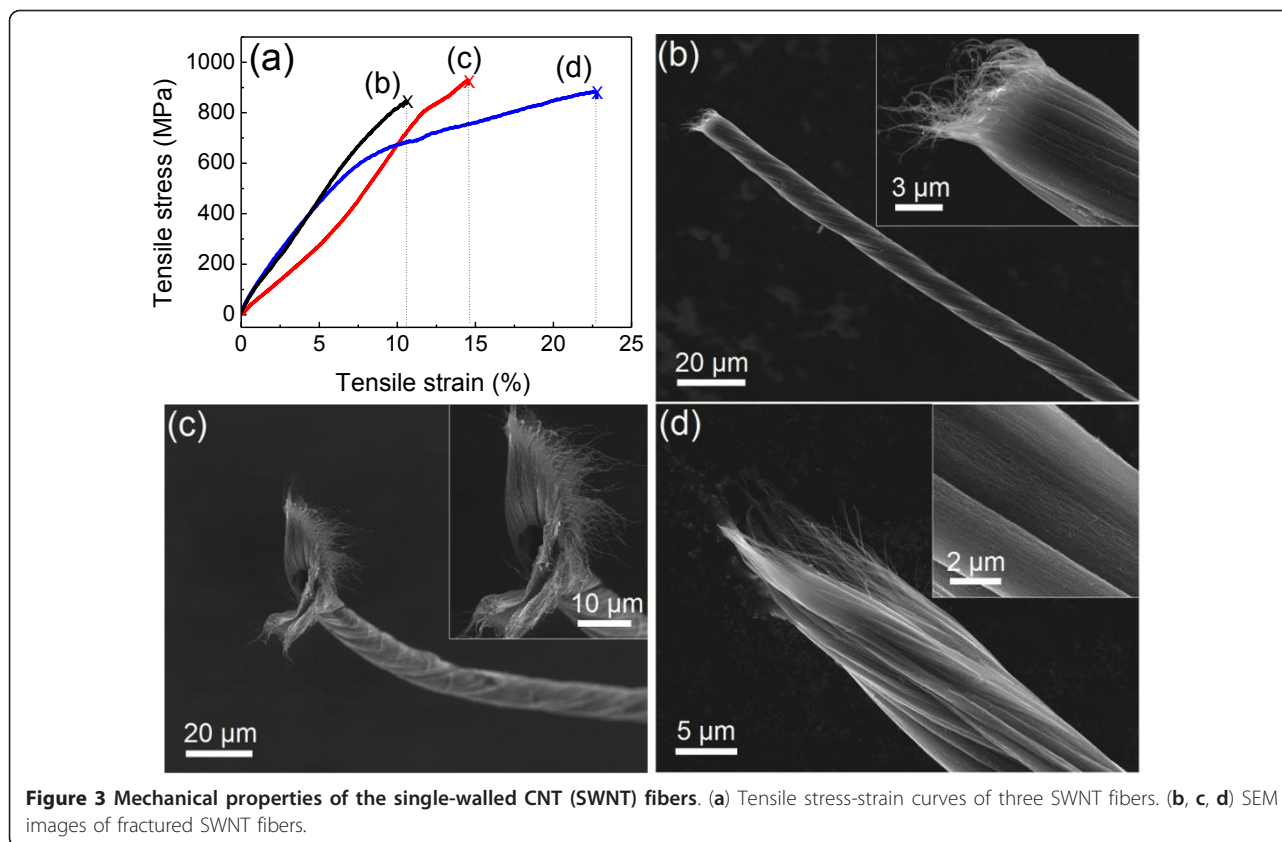 (a)
(b)
(c)
(d)
1000
800
600
400
200
0
Tensile stress (MPa)
0 5 10 15 20 25
Tensile strain (%)
(b)
3 µm
20 µm
(c)
10 µm
20 µm
(d)
2 µm
5 µm
Figure 3 Mechanical properties of the single-walled CNT (SWNT) fibers. (a) Tensile stress-strain curves of three SWNT fibers. (b, c, d) SEM
images of fractured SWNT fibers.